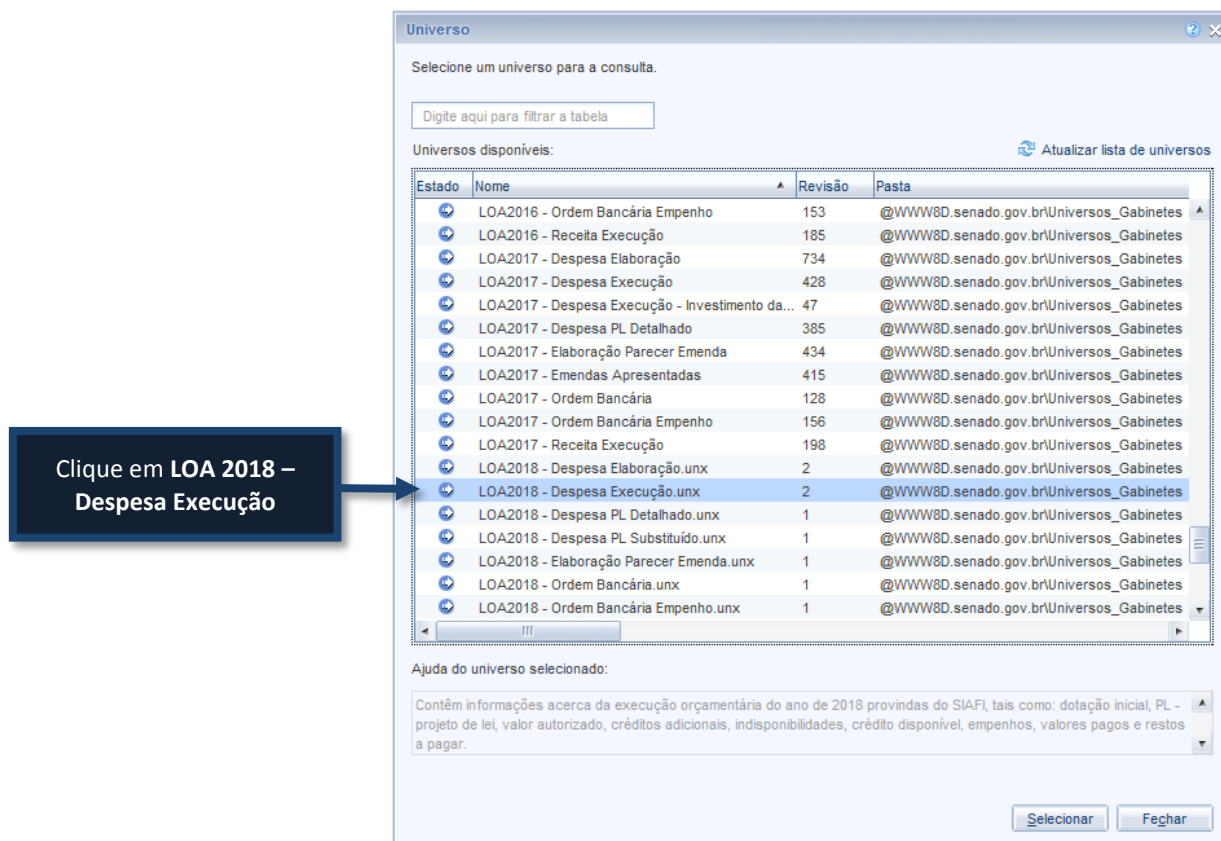 Universo
Selecione um universo para a consulta.
Digite aqui para filtrar a tabela
Universos disponíveis:
Atualizar lista de universos
Estado Nome Revisão Pasta
LOA2016 - Ordem Bancária Empenho 153 @WWW8D.senado.gov.br\Universos_Gabinetes
LOA2016 - Receita Execução 185 @WWW8D.senado.gov.br\Universos_Gabinetes
LOA2017 - Despesa Elaboração 734 @WWW8D.senado.gov.br\Universos_Gabinetes
LOA2017 - Despesa Execução 428 @WWW8D.senado.gov.br\Universos_Gabinetes
LOA2017 - Despesa Execução - Investimento da... 47 @WWW8D.senado.gov.br\Universos_Gabinetes
LOA2017 - Despesa PL Detalhado 385 @WWW8D.senado.gov.br\Universos_Gabinetes
LOA2017 - Elaboração Parecer Emenda 434 @WWW8D.senado.gov.br\Universos_Gabinetes
LOA2017 - Emendas Apresentadas 415 @WWW8D.senado.gov.br\Universos_Gabinetes
LOA2017 - Ordem Bancária 128 @WWW8D.senado.gov.br\Universos_Gabinetes
LOA2017 - Ordem Bancária Empenho 156 @WWW8D.senado.gov.br\Universos_Gabinetes
LOA2017 - Receita Execução 198 @WWW8D.senado.gov.br\Universos_Gabinetes
LOA2018 - Despesa Elaboração.unx 2 @WWW8D.senado.gov.br\Universos_Gabinetes
LOA2018 - Despesa Execução.unx 2 @WWW8D.senado.gov.br\Universos_Gabinetes
LOA2018 - Despesa PL Detalhado.unx 1 @WWW8D.senado.gov.br\Universos_Gabinetes
LOA2018 - Despesa PL Substituído.unx 1 @WWW8D.senado.gov.br\Universos_Gabinetes
LOA2018 - Elaboração Parecer Emenda.unx 1 @WWW8D.senado.gov.br\Universos_Gabinetes
LOA2018 - Ordem Bancária.unx 1 @WWW8D.senado.gov.br\Universos_Gabinetes
LOA2018 - Ordem Bancária Empenho.unx 1 @WWW8D.senado.gov.br\Universos_Gabinetes
Clique em LOA 2018 –
Despesa Execução
Ajuda do universo selecionado:
Contêm informações acerca da execução orçamentária do ano de 2018 provindas do SIAFI, tais como: dotação inicial, PL -
projeto de lei, valor autorizado, créditos adicionais, indisponibilidades, crédito disponível, empenhos, valores pagos e restos
a pagar.
Selecionar Fechar